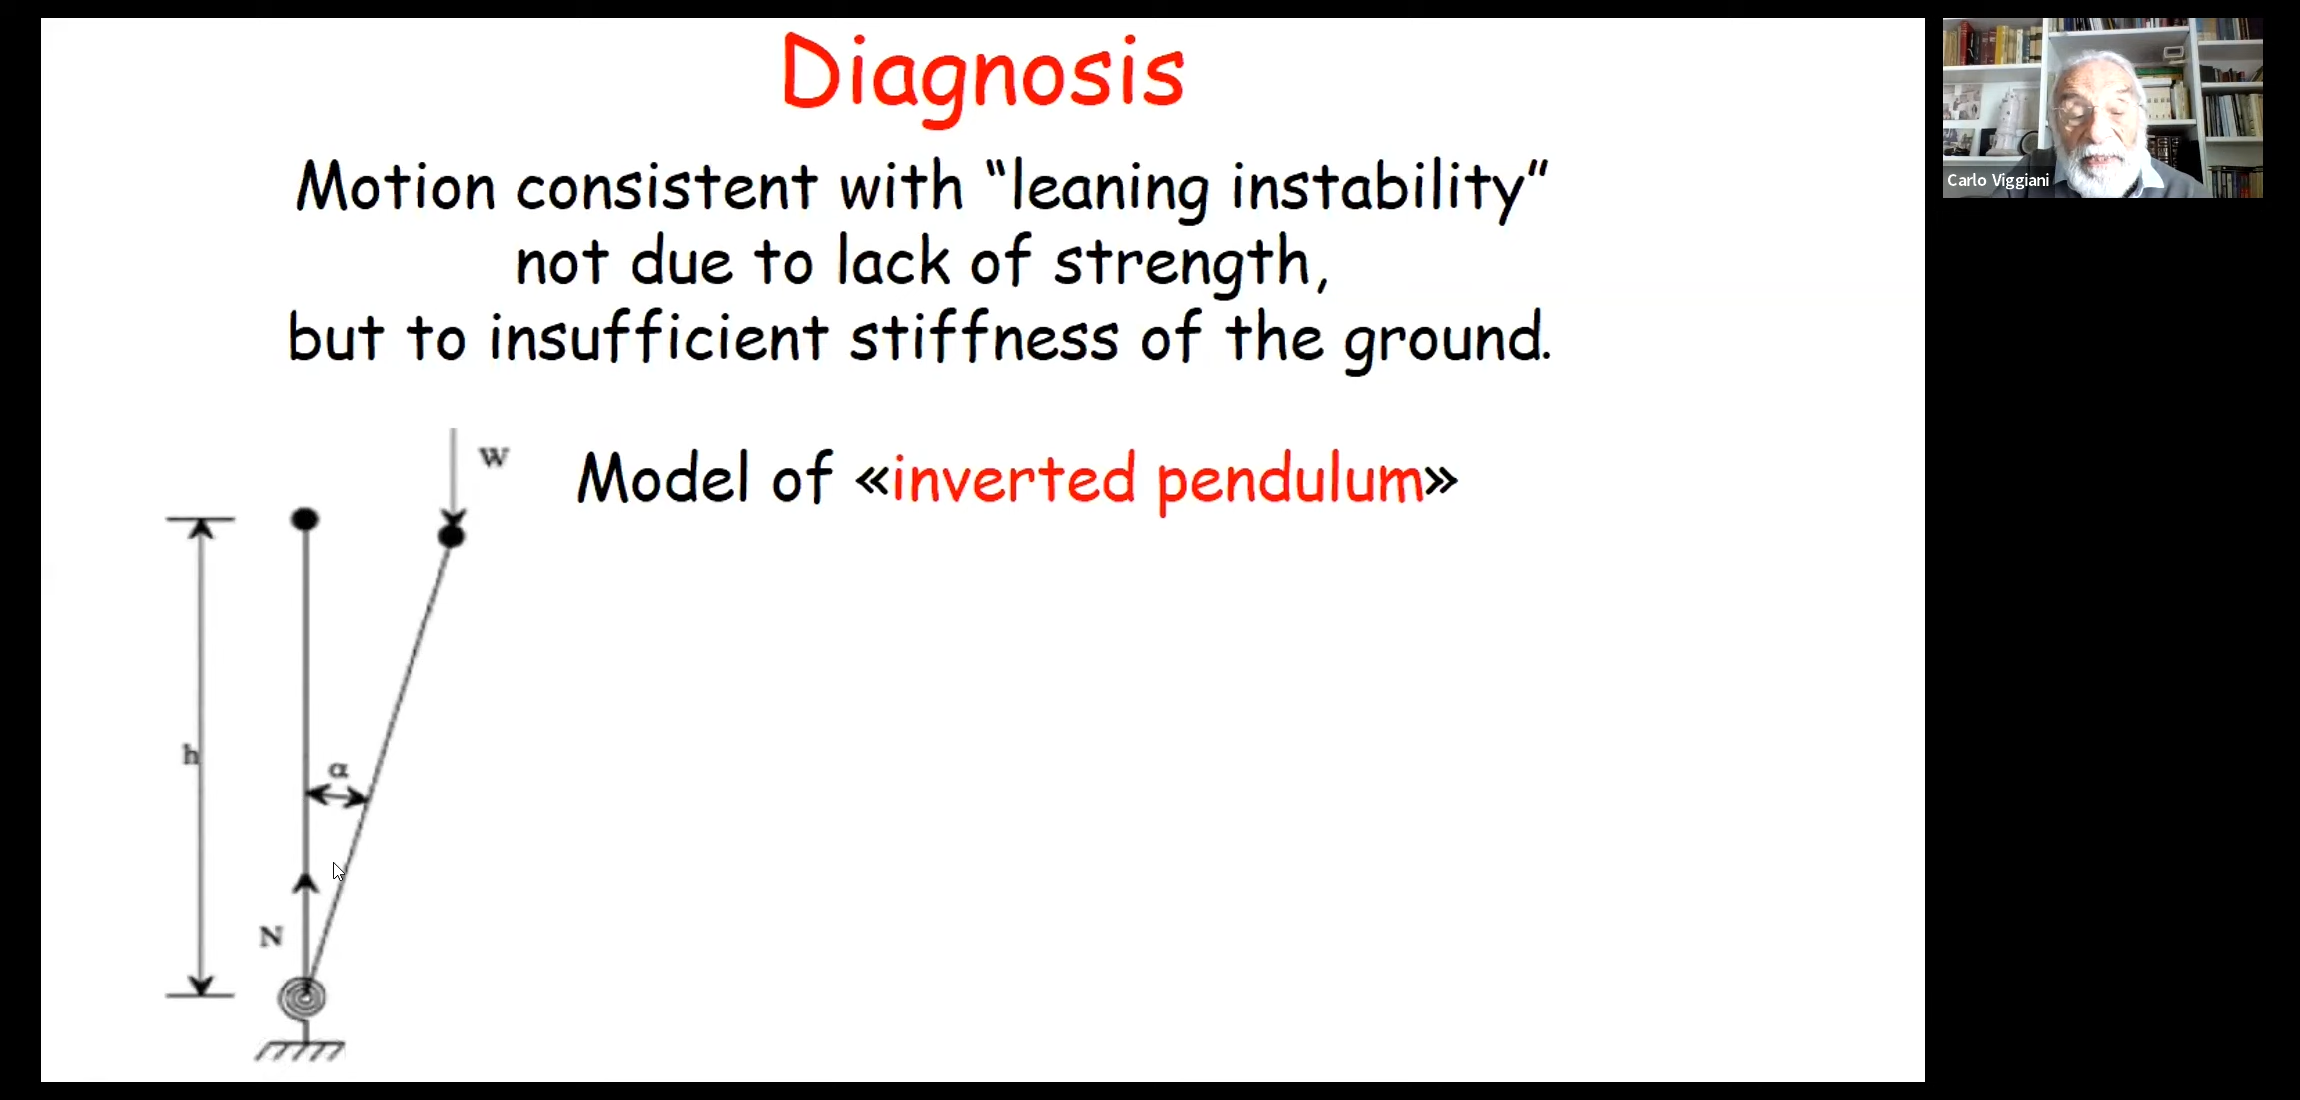 Diagnosis
Motion consistent with “leaning instability”
not due to lack of strength,
but to insufficient stiffness of the ground.
Model of «inverted pendulum»
W
h
α
N
Carlo Viggiani